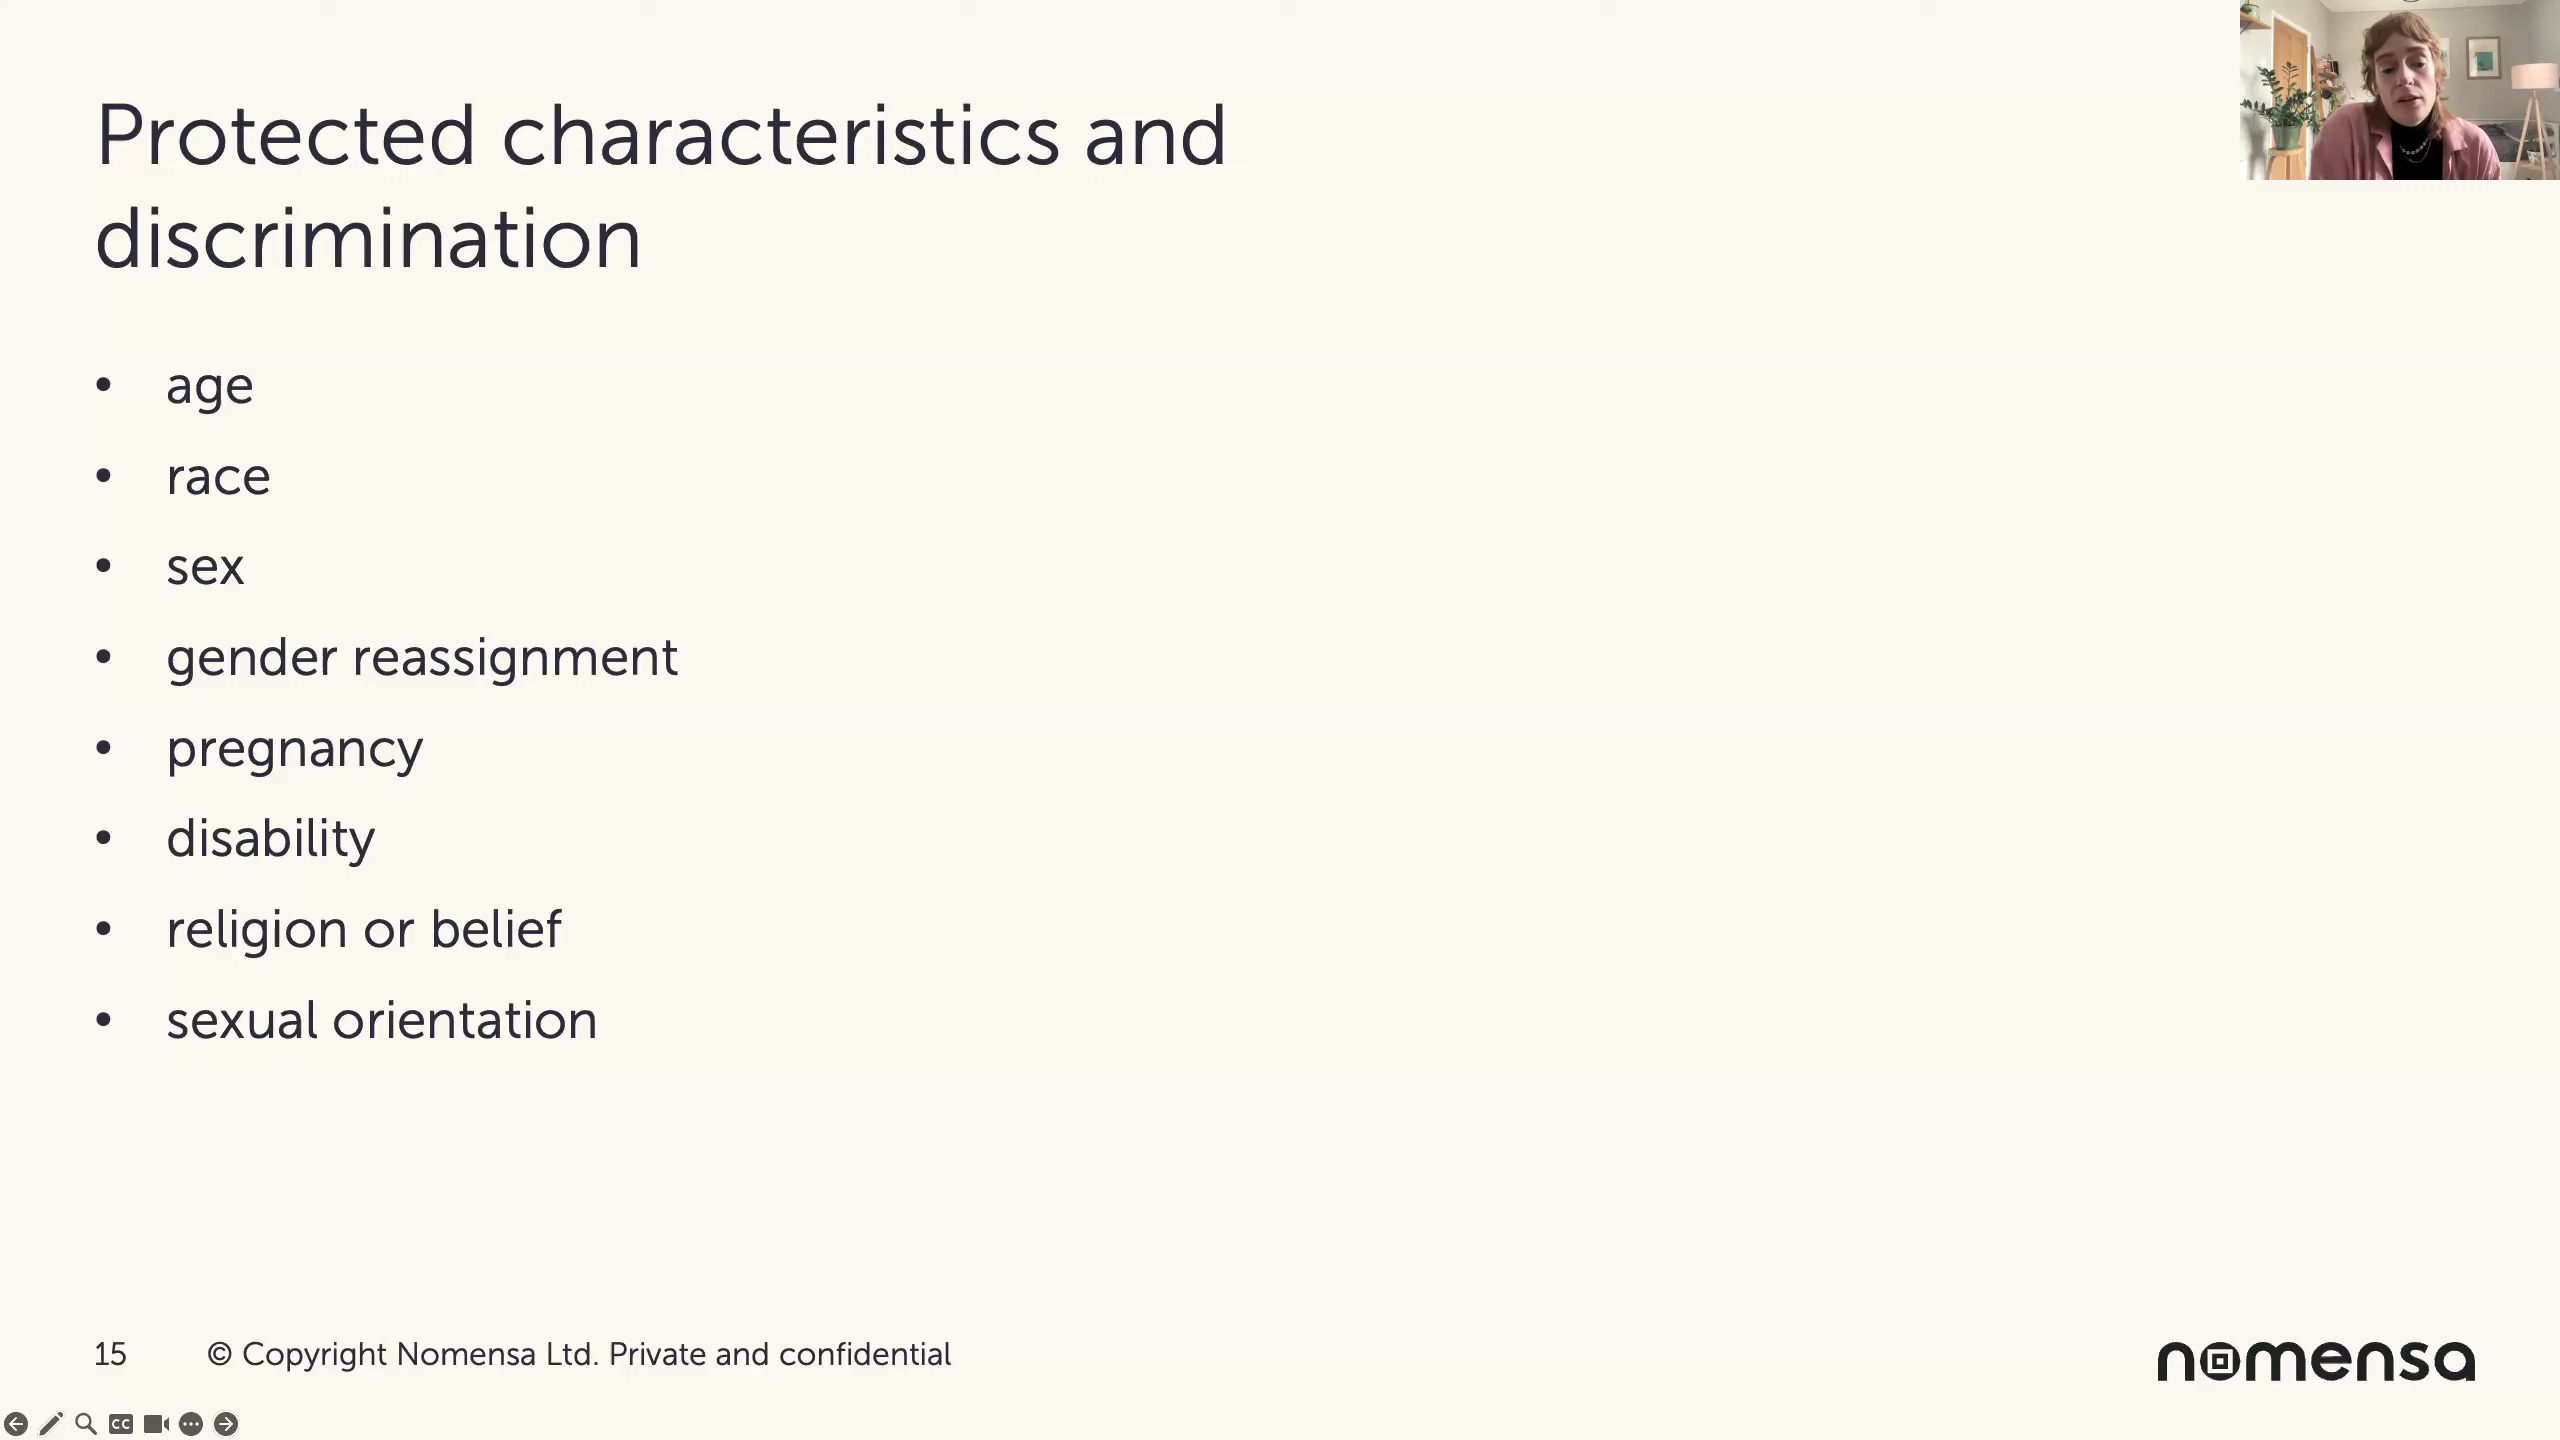 Protected characteristics and
discrimination
• age
• race
• sex
• gender reassignment
• pregnancy
• disability
• religion or belief
• sexual orientation
15 © Copyright Nomensa Ltd. Private and confidential
nomensa
CC